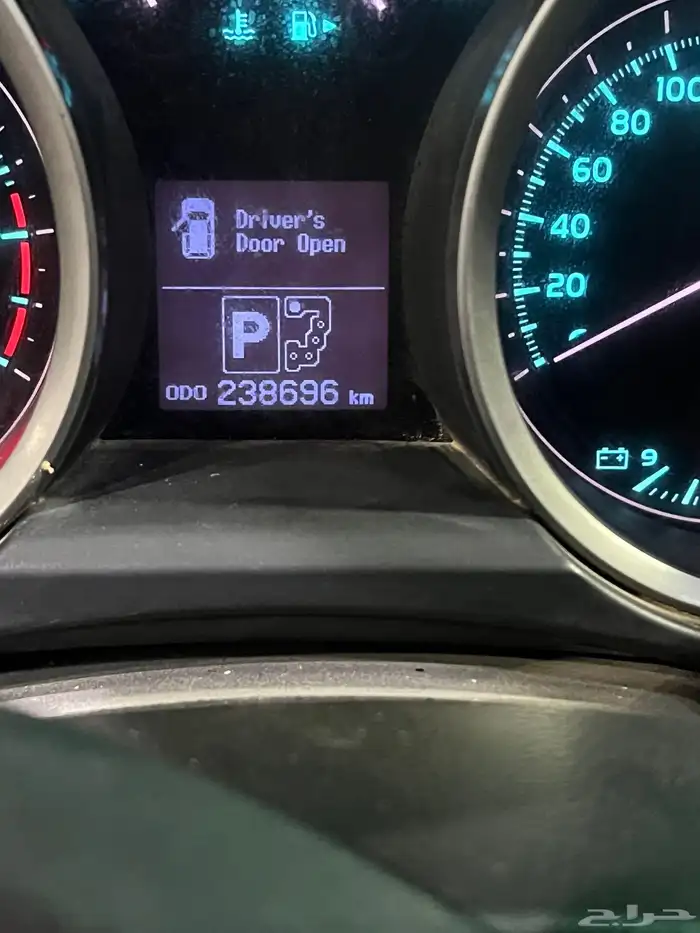 Driver's
Door Open
P
ODO 238696 km
100
80
60
40
20
9
حراج